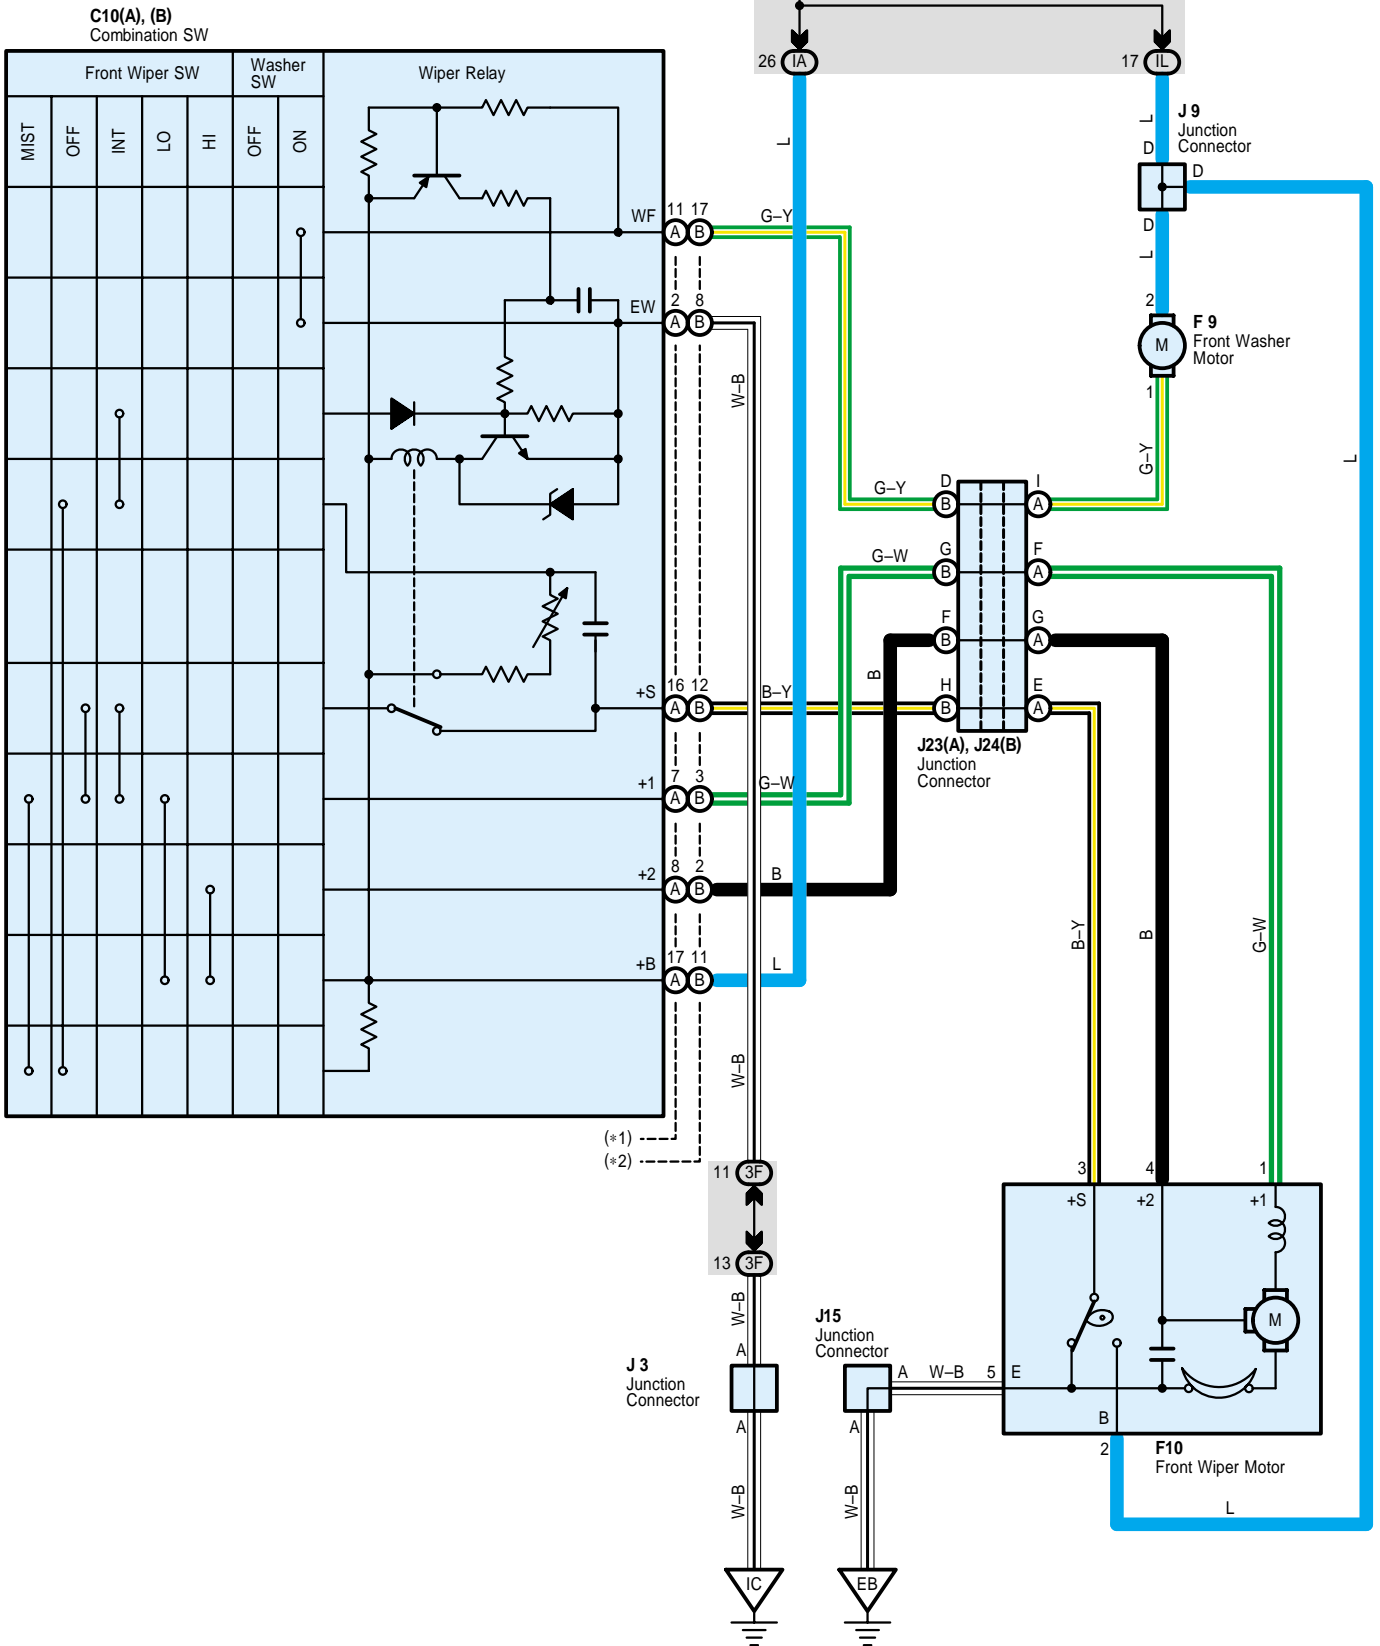 C10(A), (B)
Combination SW
Front Wiper SW
Washer
SW
Wiper Relay
MIST
OFF
INT
LO
HI
OFF
ON
26 IA
17 IL
L
L
D
J 9
Junction
Connector
D
D
L
2
M
F 9
Front Washer
Motor
1
G–Y
L
WF
11 17
A B
G–Y
EW
2 8
A B
W–B
G–Y
D
B
I
A
G–W
G
B
F
A
F
B
G
A
B
+S
16 12
A B
B–Y
H
B
E
A
J23(A), J24(B)
Junction
Connector
+1
7 3
A B
G–W
+2
8 2
A B
B
+B
17 11
A B
L
B–Y
B
G–W
W–B
(∗1)
(∗2)
11 3F
13 3F
W–B
A
J 3
Junction
Connector
A
W–B
IC
J15
Junction
Connector
A W–B 5 E
A
W–B
EB
3 4 1
+S +2 +1
M
B
2
F10
Front Wiper Motor
L